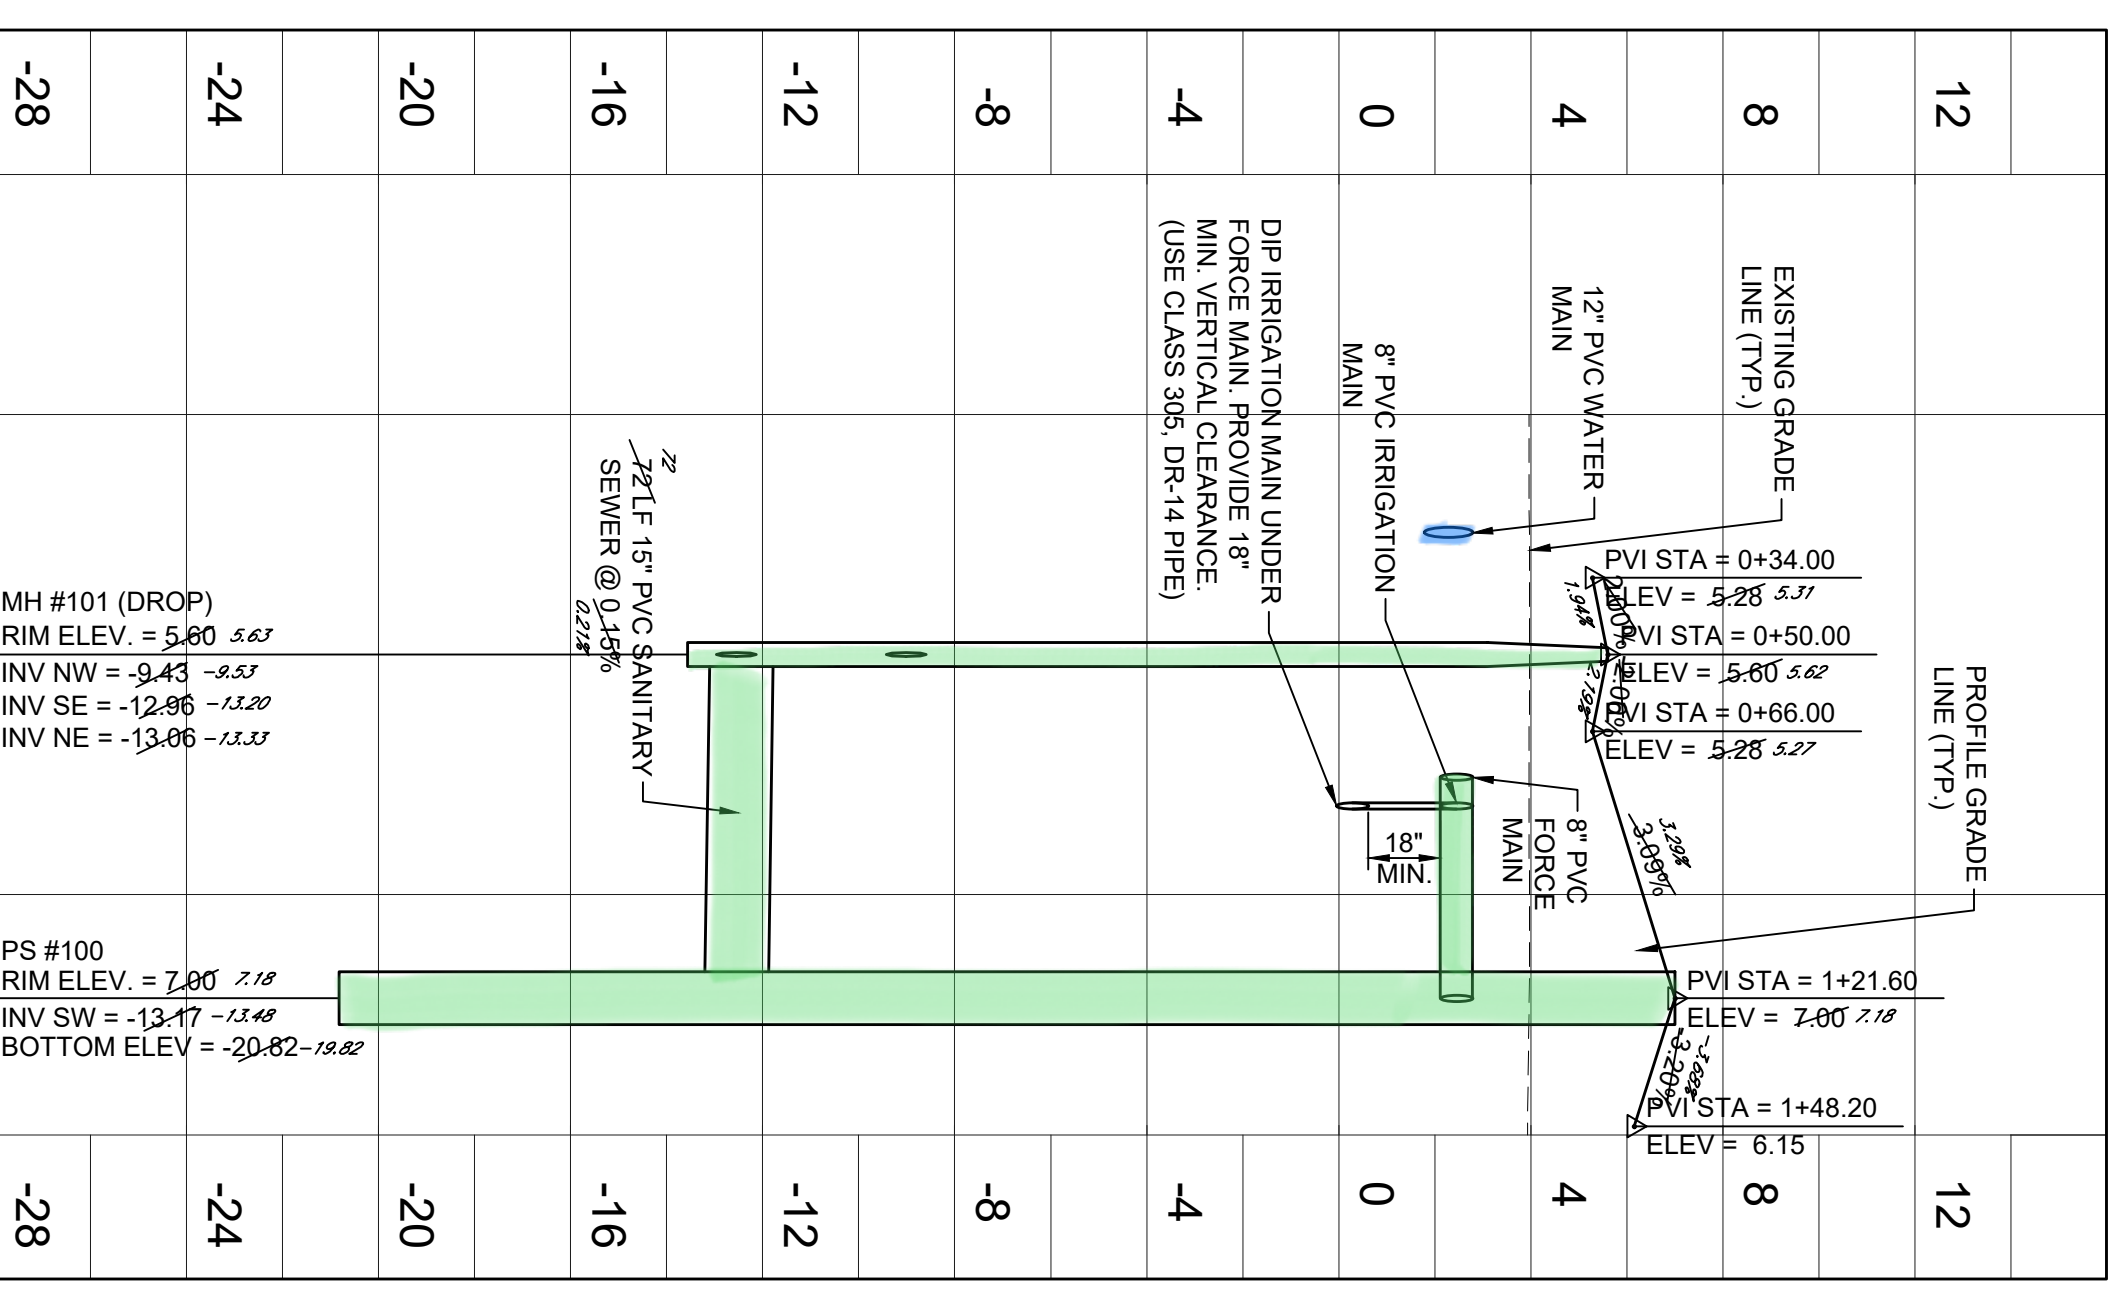 -28
-24
-20
-16
-12
-8
-4
0
4
8
12
EXISTING GRADE
LINE (TYP.)
12" PVC WATER
MAIN
8" PVC IRRIGATION
MAIN
DIP IRRIGATION MAIN UNDER
FORCE MAIN. PROVIDE 18"
MIN. VERTICAL CLEARANCE.
(USE CLASS 305, DR-14 PIPE)
72
72 LF 15" PVC SANITARY
SEWER @ 0.15%
0.21%
PVI STA = 0+34.00
ELEV = 5.28 5.31
2.00%
1.94%
PVI STA = 0+50.00
ELEV = 5.60 5.62
-2.00%
-2.19%
PVI STA = 0+66.00
ELEV = 5.28 5.27
PROFILE GRADE
LINE (TYP.)
3.29%
3.09%
8" PVC
FORCE
MAIN
18"
MIN.
MH #101 (DROP)
RIM ELEV. = 5.60 5.63
INV NW = -9.43 -9.53
INV SE = -12.96 -13.20
INV NE = -13.06 -13.33
PS #100
RIM ELEV. = 7.00 7.18
INV SW = -13.17 -13.48
BOTTOM ELEV = -20.82 -19.82
PVI STA = 1+21.60
ELEV = 7.00 7.18
-3.68%
-3.20%
PVI STA = 1+48.20
ELEV = 6.15
-28
-24
-20
-16
-12
-8
-4
0
4
8
12